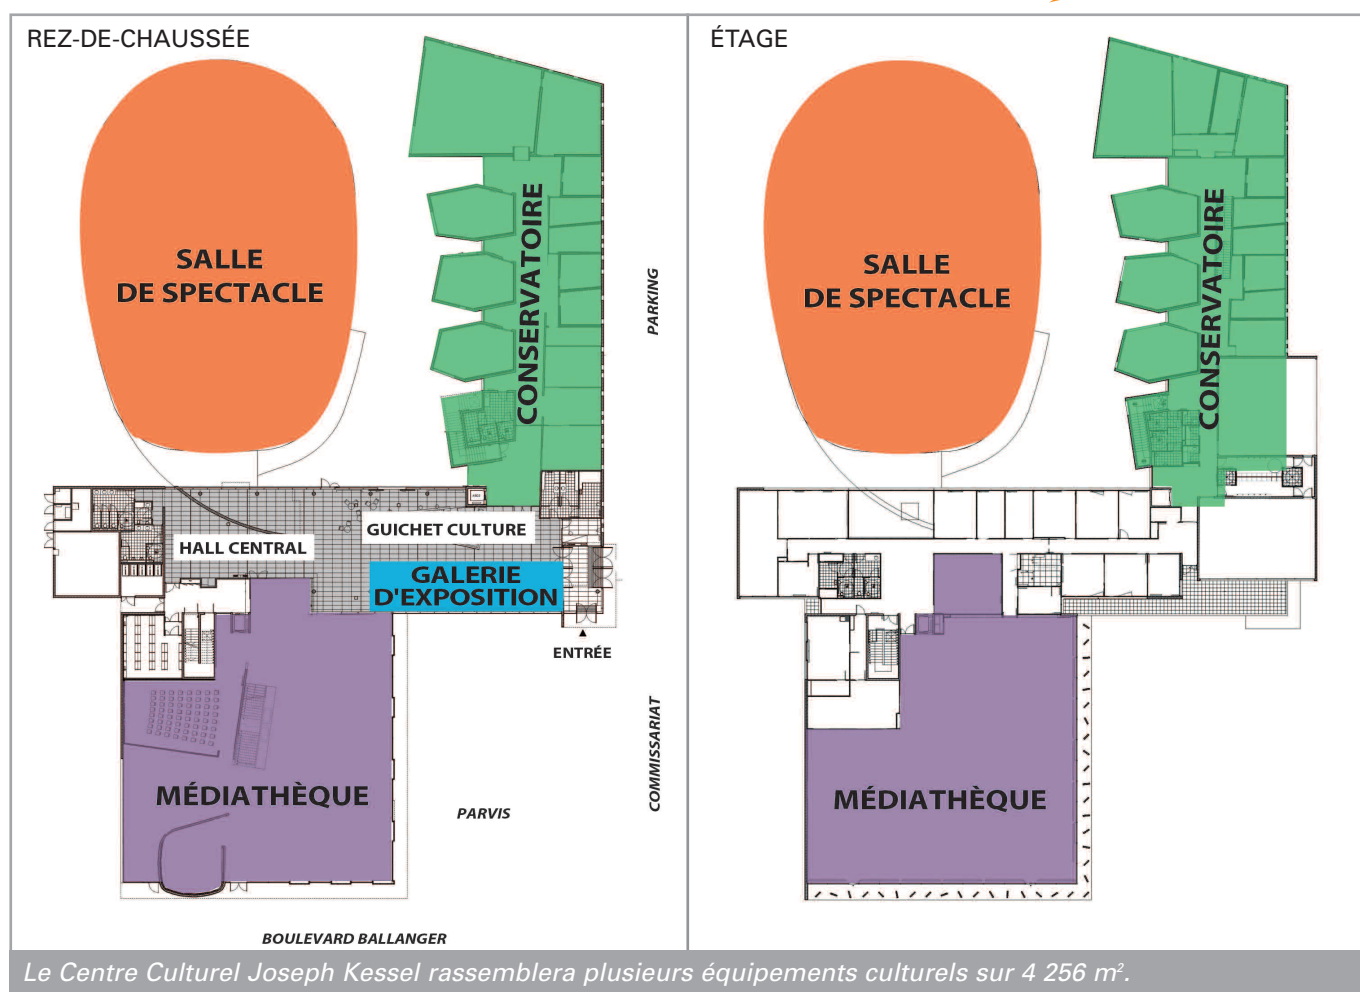 REZ-DE-CHAUSSÉE
SALLE
DE SPECTACLE
CONSERVATOIRE
PARKING
GUICHET CULTURE
HALL CENTRAL
GALERIE
D'EXPOSITION
ENTRÉE
COMMISSARIAT
MÉDIATHÈQUE
PARVIS
BOULEVARD BALLANGER
ÉTAGE
SALLE
DE SPECTACLE
CONSERVATOIRE
MÉDIATHÈQUE
Le Centre Culturel Joseph Kessel rassemblera plusieurs équipements culturels sur 4 256 m².